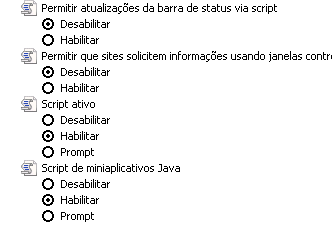 Permitir atualizações da barra de status via script
Desabilitar
Habilitar
Permitir que sites solicitem informações usando janelas contr
Desabilitar
Habilitar
Script ativo
Desabilitar
Habilitar
Prompt
Script de miniaplicativos Java
Desabilitar
Habilitar
Prompt